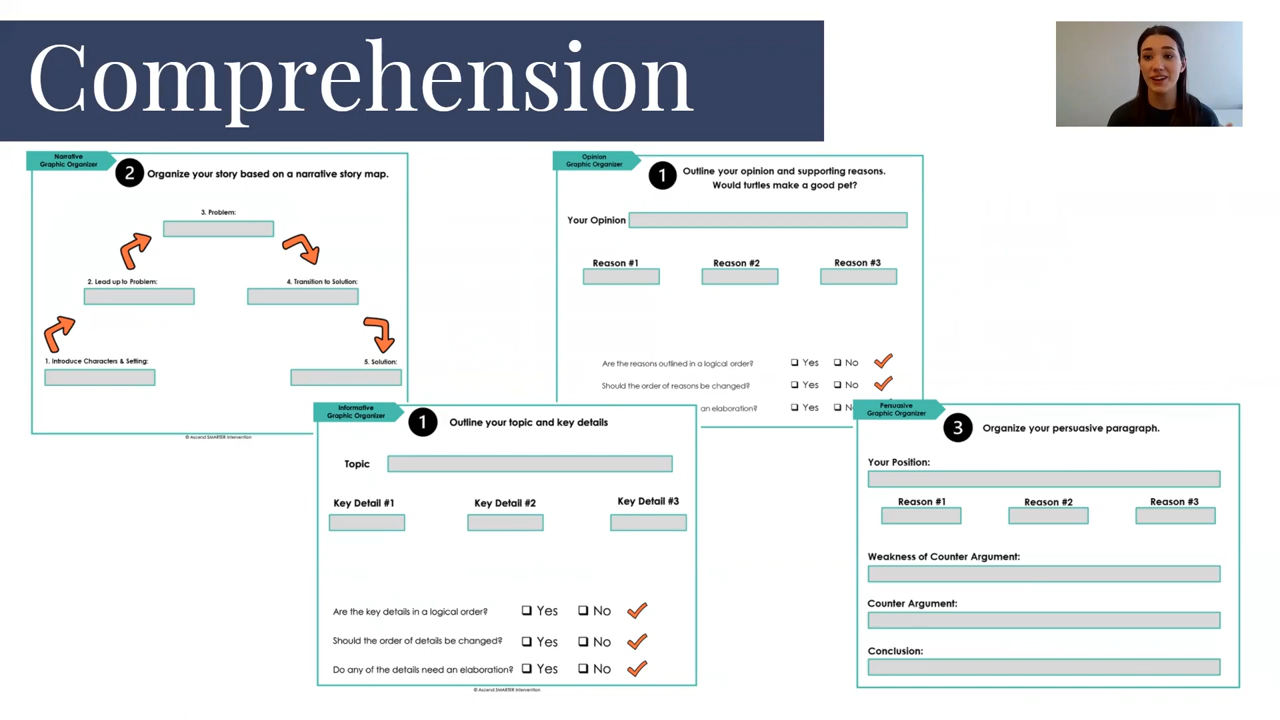 Comprehension
Narrative
Graphic Organizer
2
Organize your story based on a narrative story map.
3. Problem:
2. Lead up to Problem:
4. Transition to Solution:
1. Introduce Characters & Setting:
5. Solution:
© Ascend SMARTER Intervention
Opinion
Graphic Organizer
1
Outline your opinion and supporting reasons.
Would turtles make a good pet?
Your Opinion
Reason #1 Reason #2 Reason #3
Are the reasons outlined in a logical order? Yes No
Should the order of reasons be changed? Yes No
an elaboration? Yes
Informative
Graphic Organizer
1
Outline your topic and key details
Topic
Key Detail #1 Key Detail #2 Key Detail #3
Are the key details in a logical order? Yes No
Should the order of details be changed? Yes No
Do any of the details need an elaboration? Yes No
© Ascend SMARTER Intervention
Persuasive
Graphic Organizer
3
Organize your persuasive paragraph.
Your Position:
Reason #1 Reason #2 Reason #3
Weakness of Counter Argument:
Counter Argument:
Conclusion: